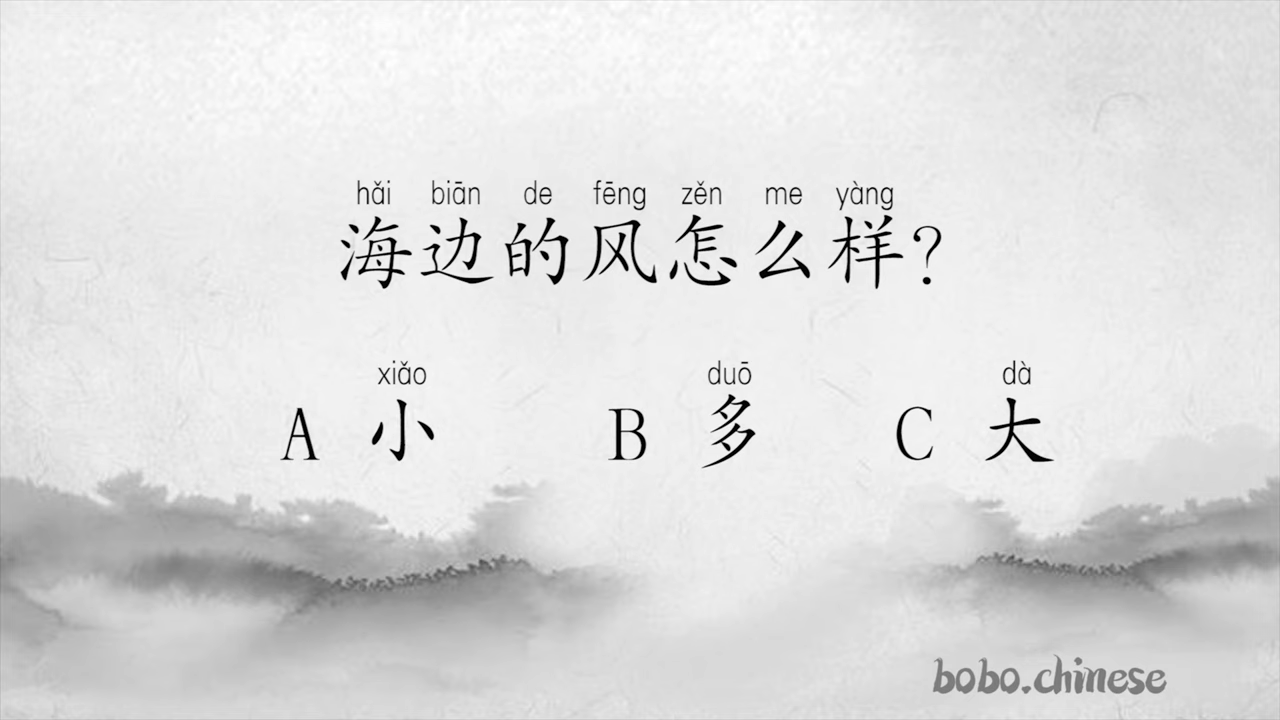 hǎi biān de fēng zěn me yàng
海边的风怎么样?
xiǎo duō dà
A 小 B 多 C 大
bobo.chinese